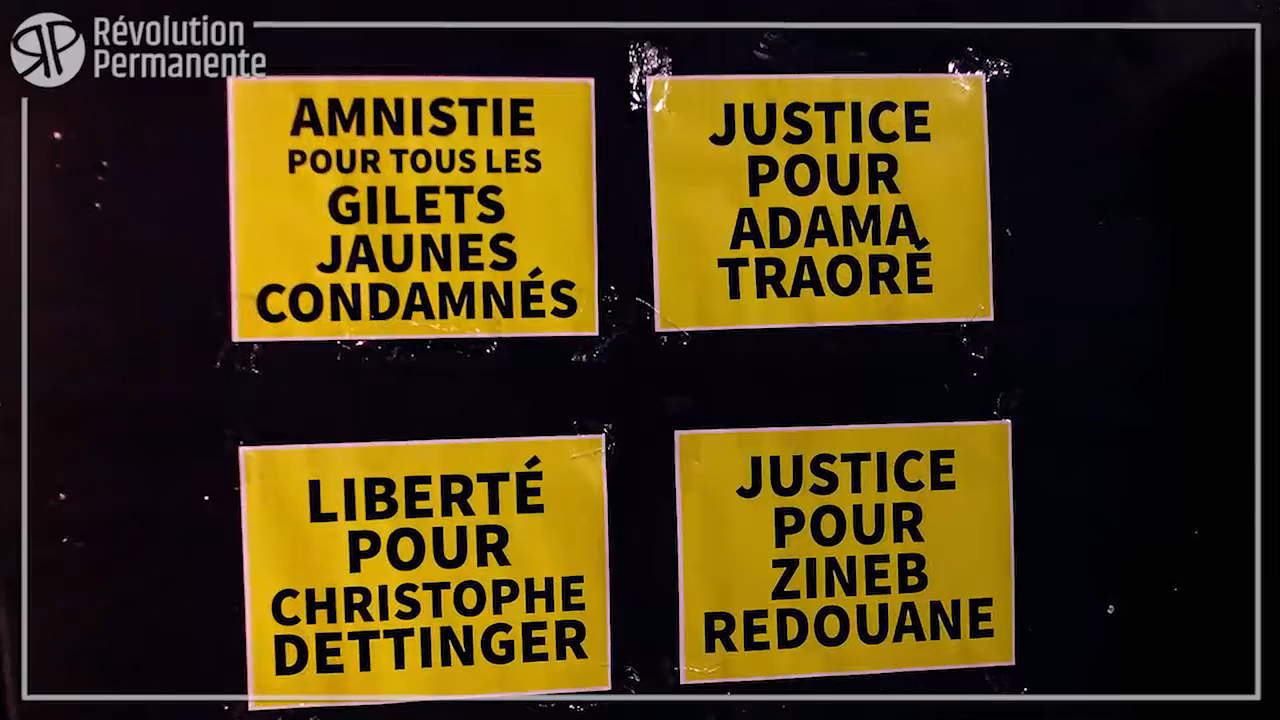 Révolution
Permanente
AMNISTIE
POUR TOUS LES
GILETS
JAUNES
CONDAMNÉS
JUSTICE
POUR
ADAMA
TRAORÉ
LIBERTÉ
POUR
CHRISTOPHE
DETTINGER
JUSTICE
POUR
ZINEB
REDOUANE